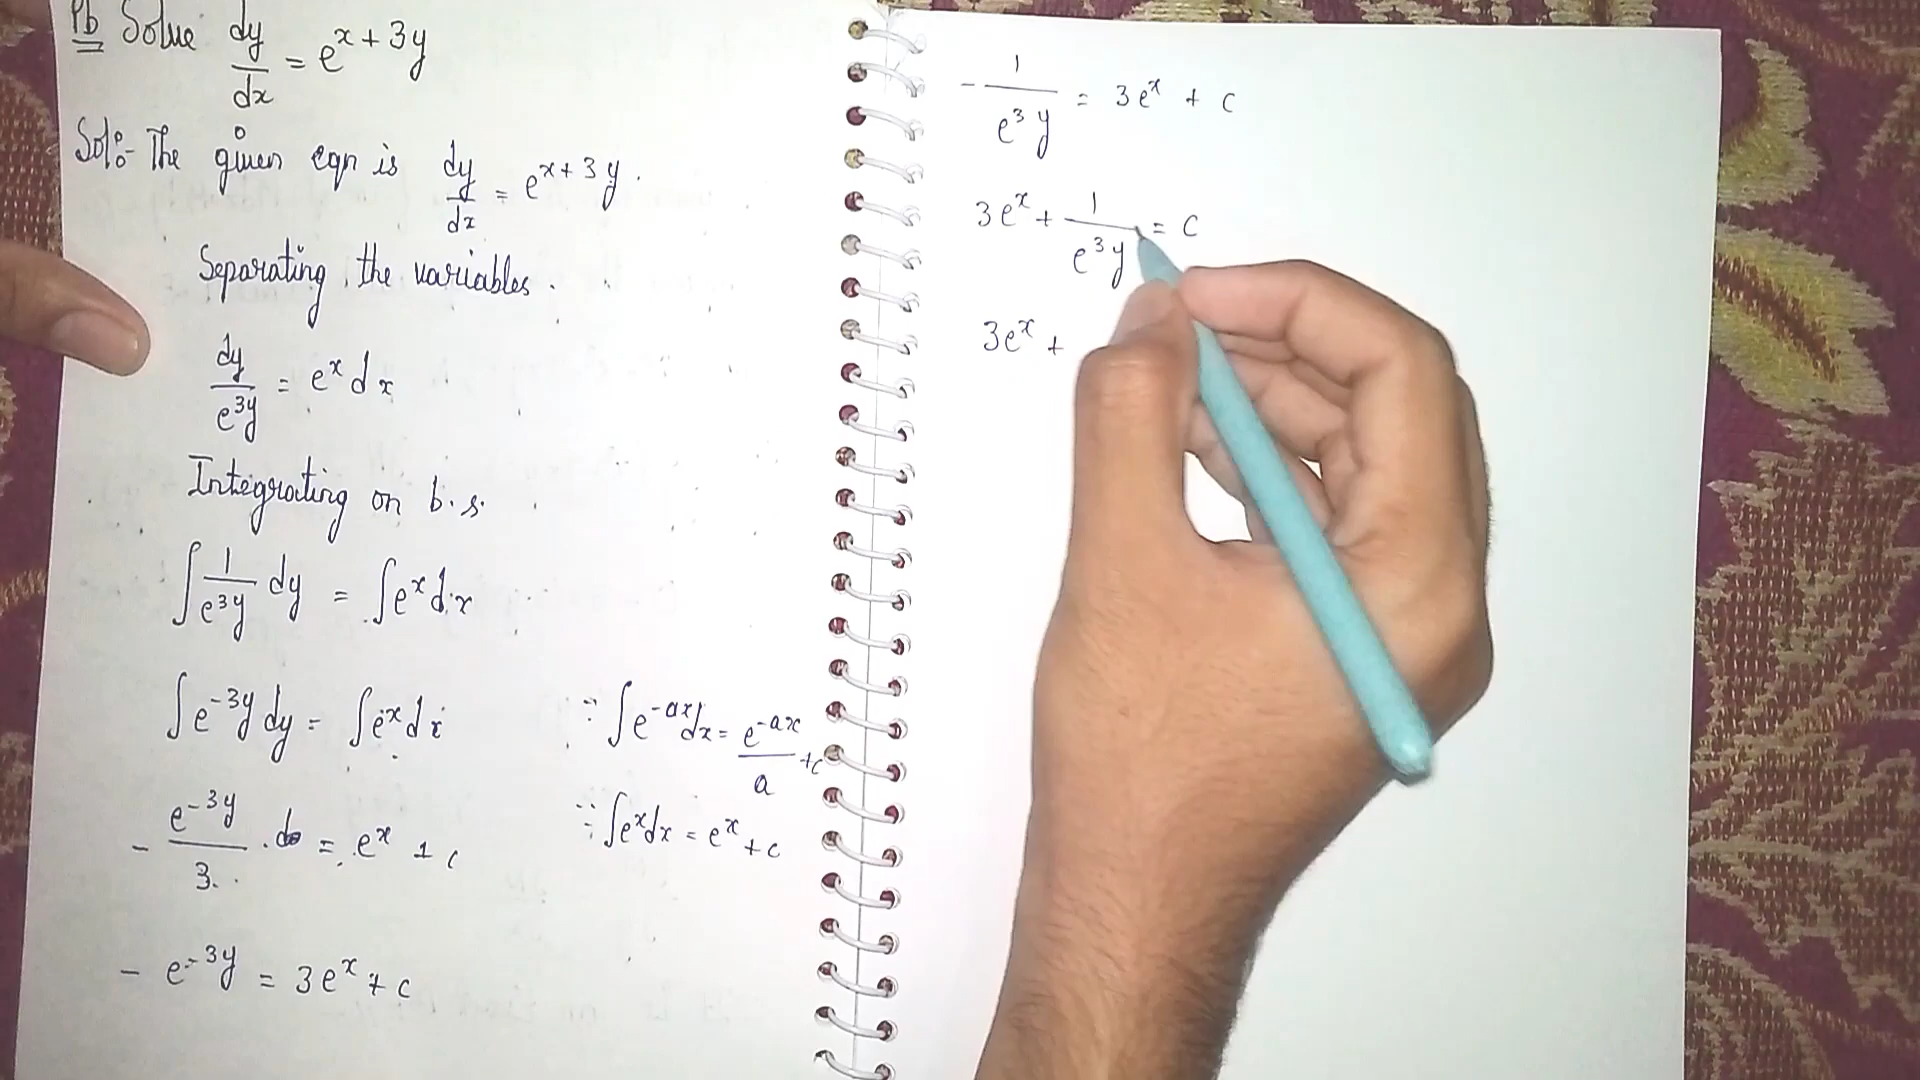 Pb Solve dy/dx = e^{x+3y}
Sol:- The given eqn is dy/dx = e^{x+3y}.
Separating the variables.
dy/e^{3y} = e^x dx
Integrating on b.s.
∫ 1/e^{3y} dy = ∫e^x dx
∫e^{-3y} dy = ∫e^x dx ∵ ∫e^{-ax}dx = e^{-ax}/a +c
- e^{-3y}/3 . = e^x + c ∵ ∫e^x dx = e^x + c
- e^{-3y} = 3e^x + c
- 1/e^{3y} = 3e^x + c
3e^x + 1/e^{3y} = c
3e^x +